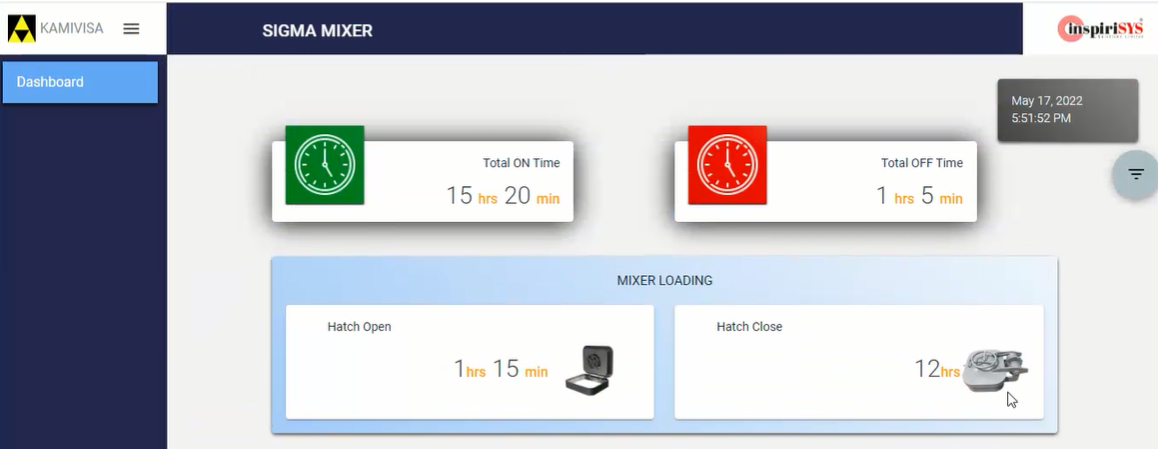 KAMIVISA
SIGMA MIXER
inspiriSYS
Dashboard
May 17, 2022
5:51:52 PM
Total ON Time
15 hrs 20 min
Total OFF Time
1 hrs 5 min
MIXER LOADING
Hatch Open
1hrs 15 min
Hatch Close
12hrs